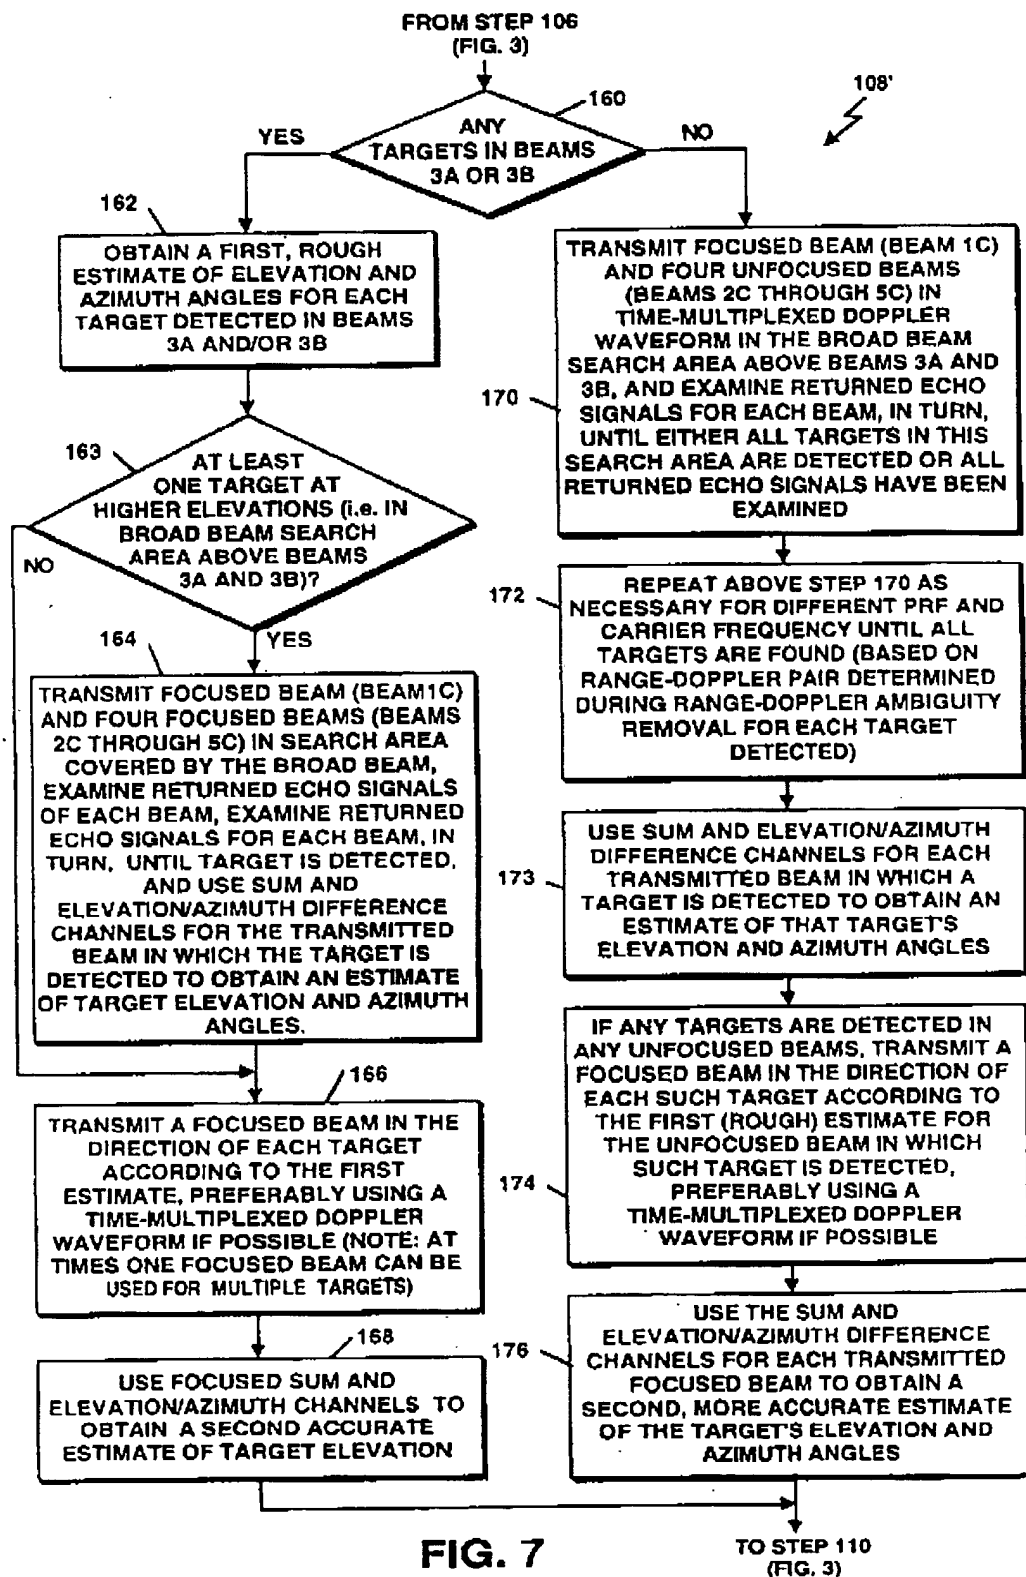 FROM STEP 106
(FIG. 3)
108'
160
ANY
TARGETS IN BEAMS
3A OR 3B
YES
NO
162
OBTAIN A FIRST, ROUGH
ESTIMATE OF ELEVATION AND
AZIMUTH ANGLES FOR EACH
TARGET DETECTED IN BEAMS
3A AND/OR 3B
163
AT LEAST
ONE TARGET AT
HIGHER ELEVATIONS (i.e. IN
BROAD BEAM SEARCH
AREA ABOVE BEAMS
3A AND 3B)?
NO
YES
164
TRANSMIT FOCUSED BEAM (BEAM1C)
AND FOUR FOCUSED BEAMS (BEAMS
2C THROUGH 5C) IN SEARCH AREA
COVERED BY THE BROAD BEAM,
EXAMINE RETURNED ECHO SIGNALS
OF EACH BEAM, EXAMINE RETURNED
ECHO SIGNALS FOR EACH BEAM, IN
TURN, UNTIL TARGET IS DETECTED,
AND USE SUM AND
ELEVATION/AZIMUTH DIFFERENCE
CHANNELS FOR THE TRANSMITTED
BEAM IN WHICH THE TARGET IS
DETECTED TO OBTAIN AN ESTIMATE
OF TARGET ELEVATION AND AZIMUTH
ANGLES.
166
TRANSMIT A FOCUSED BEAM IN THE
DIRECTION OF EACH TARGET
ACCORDING TO THE FIRST
ESTIMATE, PREFERABLY USING A
TIME-MULTIPLEXED DOPPLER
WAVEFORM IF POSSIBLE (NOTE: AT
TIMES ONE FOCUSED BEAM CAN BE
USED FOR MULTIPLE TARGETS)
168
USE FOCUSED SUM AND
ELEVATION/AZIMUTH CHANNELS TO
OBTAIN A SECOND ACCURATE
ESTIMATE OF TARGET ELEVATION
170
TRANSMIT FOCUSED BEAM (BEAM 1C)
AND FOUR UNFOCUSED BEAMS
(BEAMS 2C THROUGH 5C) IN
TIME-MULTIPLEXED DOPPLER
WAVEFORM IN THE BROAD BEAM
SEARCH AREA ABOVE BEAMS 3A AND
3B, AND EXAMINE RETURNED ECHO
SIGNALS FOR EACH BEAM, IN TURN,
UNTIL EITHER ALL TARGETS IN THIS
SEARCH AREA ARE DETECTED OR ALL
RETURNED ECHO SIGNALS HAVE BEEN
EXAMINED
172
REPEAT ABOVE STEP 170 AS
NECESSARY FOR DIFFERENT PRF AND
CARRIER FREQUENCY UNTIL ALL
TARGETS ARE FOUND (BASED ON
RANGE-DOPPLER PAIR DETERMINED
DURING RANGE-DOPPLER AMBIGUITY
REMOVAL FOR EACH TARGET
DETECTED)
173
USE SUM AND ELEVATION/AZIMUTH
DIFFERENCE CHANNELS FOR EACH
TRANSMITTED BEAM IN WHICH A
TARGET IS DETECTED TO OBTAIN AN
ESTIMATE OF THAT TARGET'S
ELEVATION AND AZIMUTH ANGLES
174
IF ANY TARGETS ARE DETECTED IN
ANY UNFOCUSED BEAMS, TRANSMIT A
FOCUSED BEAM IN THE DIRECTION OF
EACH SUCH TARGET ACCORDING TO
THE FIRST (ROUGH) ESTIMATE FOR
THE UNFOCUSED BEAM IN WHICH
SUCH TARGET IS DETECTED,
PREFERABLY USING A
TIME-MULTIPLEXED DOPPLER
WAVEFORM IF POSSIBLE
176
USE THE SUM AND
ELEVATION/AZIMUTH DIFFERENCE
CHANNELS FOR EACH TRANSMITTED
FOCUSED BEAM TO OBTAIN A
SECOND, MORE ACCURATE ESTIMATE
OF THE TARGET'S ELEVATION AND
AZIMUTH ANGLES
TO STEP 110
(FIG. 3)
FIG. 7